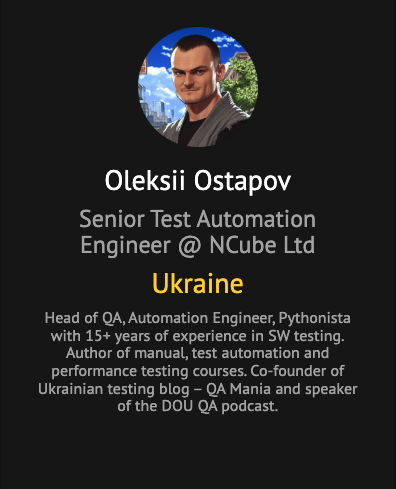 Oleksii Ostapov
Senior Test Automation
Engineer @ NCube Ltd
Ukraine
Head of QA, Automation Engineer, Pythonista
with 15+ years of experience in SW testing.
Author of manual, test automation and
performance testing courses. Co-founder of
Ukrainian testing blog – QA Mania and speaker
of the DOU QA podcast.